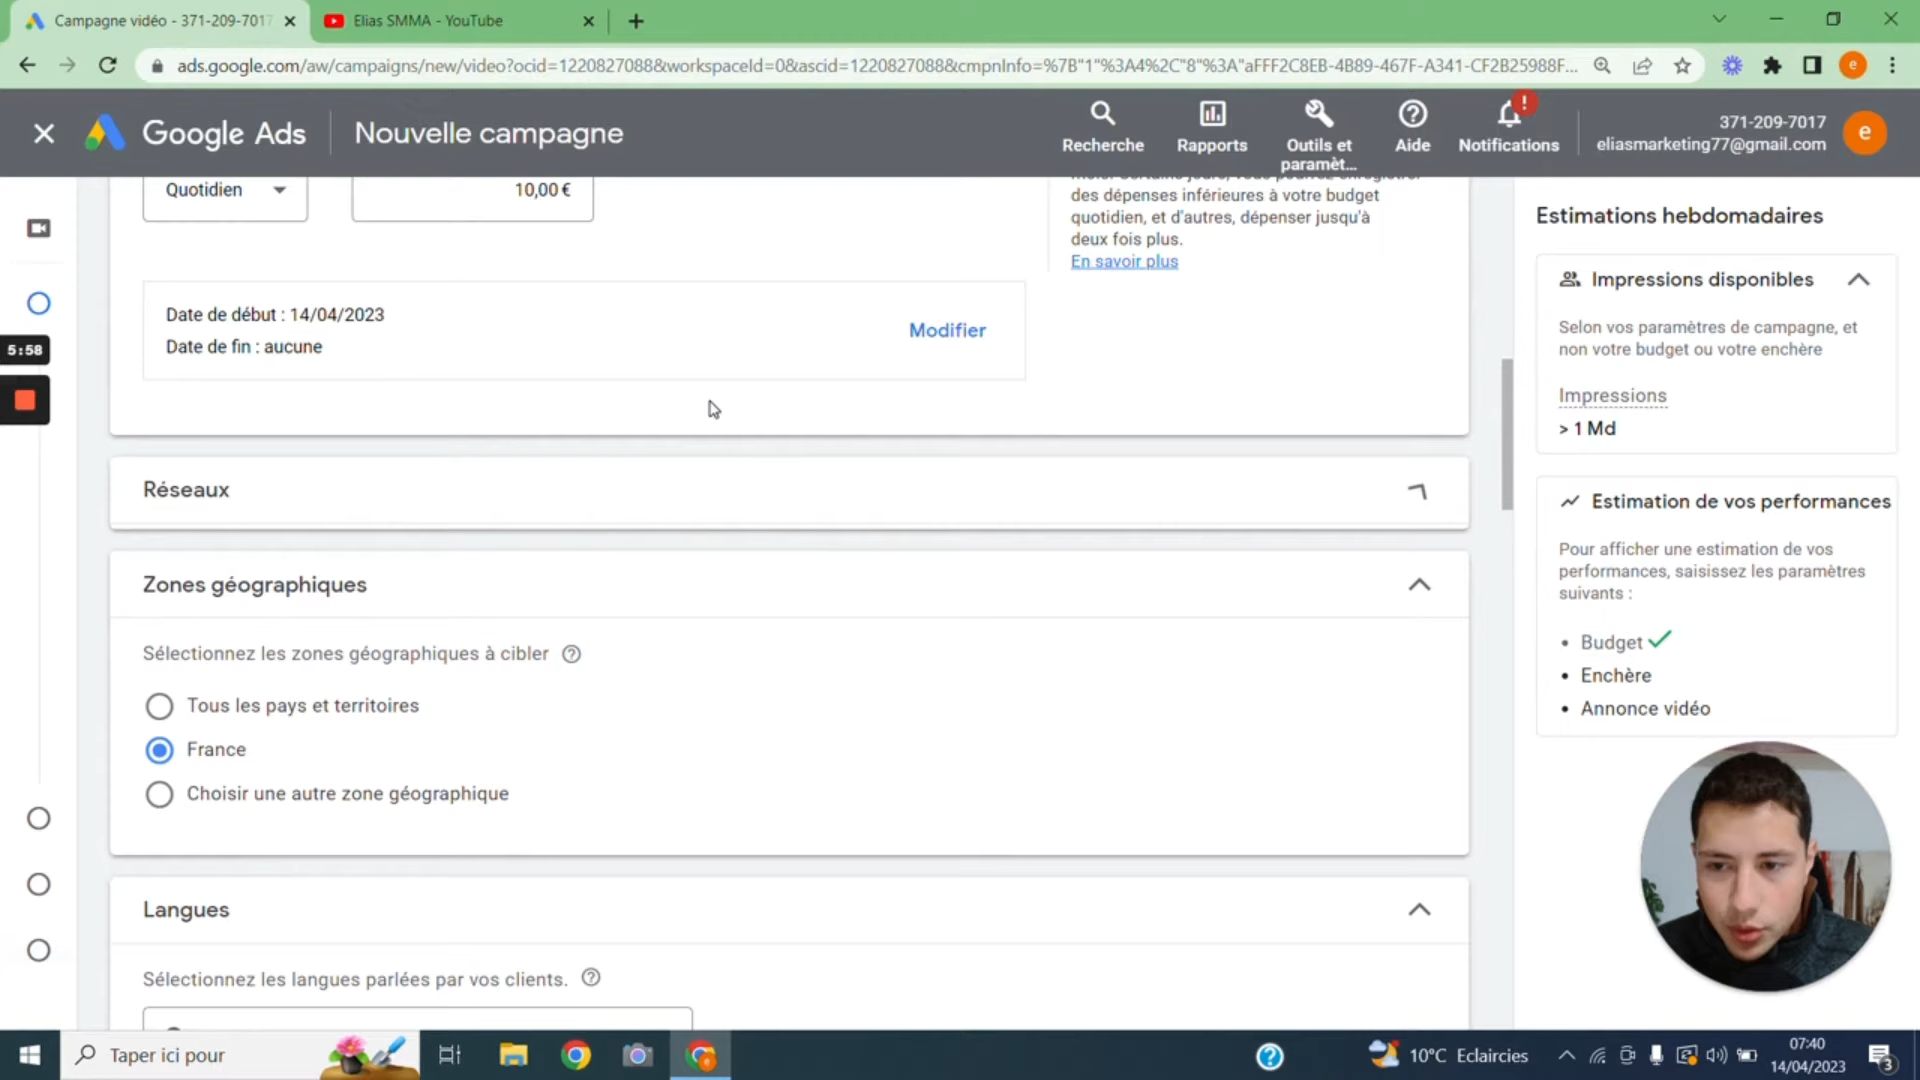 Campagne vidéo - 371-209-7017
Elias SMMA - YouTube
ads.google.com/aw/campaigns/new/video?ocid=1220827088&workspaceId=0&ascid=1220827088&cmpnInfo=%7B"1"%3A4%2C"8"%3A"aFFF2C8EB-4B89-467F-A341-CF2B25988F...
e
Google Ads
Nouvelle campagne
Recherche
Rapports
Outils et
paramèt...
Aide
!
Notifications
371-209-7017
eliasmarketing77@gmail.com
e
Quotidien
10,00 €
des dépenses inférieures à votre budget
quotidien, et d'autres, dépenser jusqu'à
deux fois plus.
En savoir plus
Date de début : 14/04/2023
Date de fin : aucune
Modifier
5:58
Réseaux
Zones géographiques
Sélectionnez les zones géographiques à cibler
Tous les pays et territoires
France
Choisir une autre zone géographique
Langues
Sélectionnez les langues parlées par vos clients.
Estimations hebdomadaires
Impressions disponibles
Selon vos paramètres de campagne, et
non votre budget ou votre enchère
Impressions
> 1 Md
Estimation de vos performances
Pour afficher une estimation de vos
performances, saisissez les paramètres
suivants :
• Budget
• Enchère
• Annonce vidéo
Taper ici pour
10°C Eclaircies
07:40
14/04/2023
3